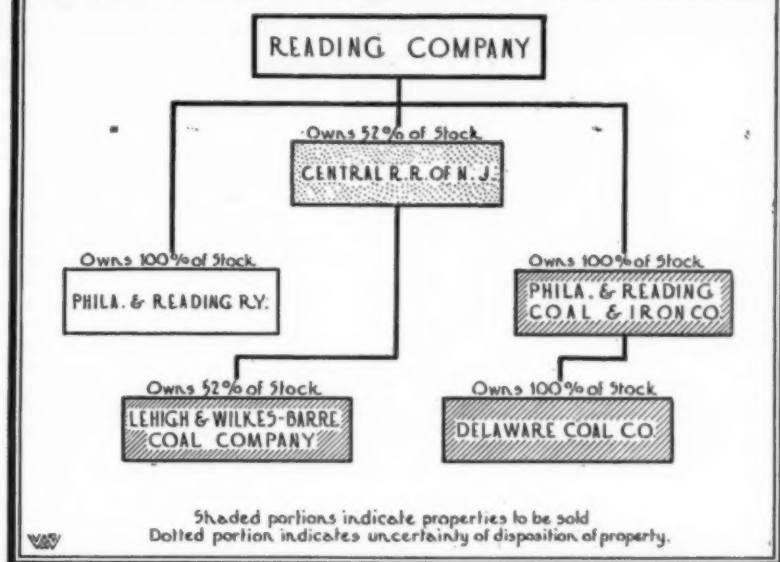 READING COMPANY
Owns 52% of Stock
CENTRAL R.R. OF N. J.
Owns 100% of Stock
PHILA. & READING RY.
Owns 100% of Stock
PHILA. & READING
COAL & IRON CO.
Owns 52% of Stock
LEHIGH & WILKES-BARRE
COAL COMPANY
Owns 100% of Stock
DELAWARE COAL CO.
Shaded portions indicate properties to be sold
Dotted portion indicates uncertainty of disposition of property.